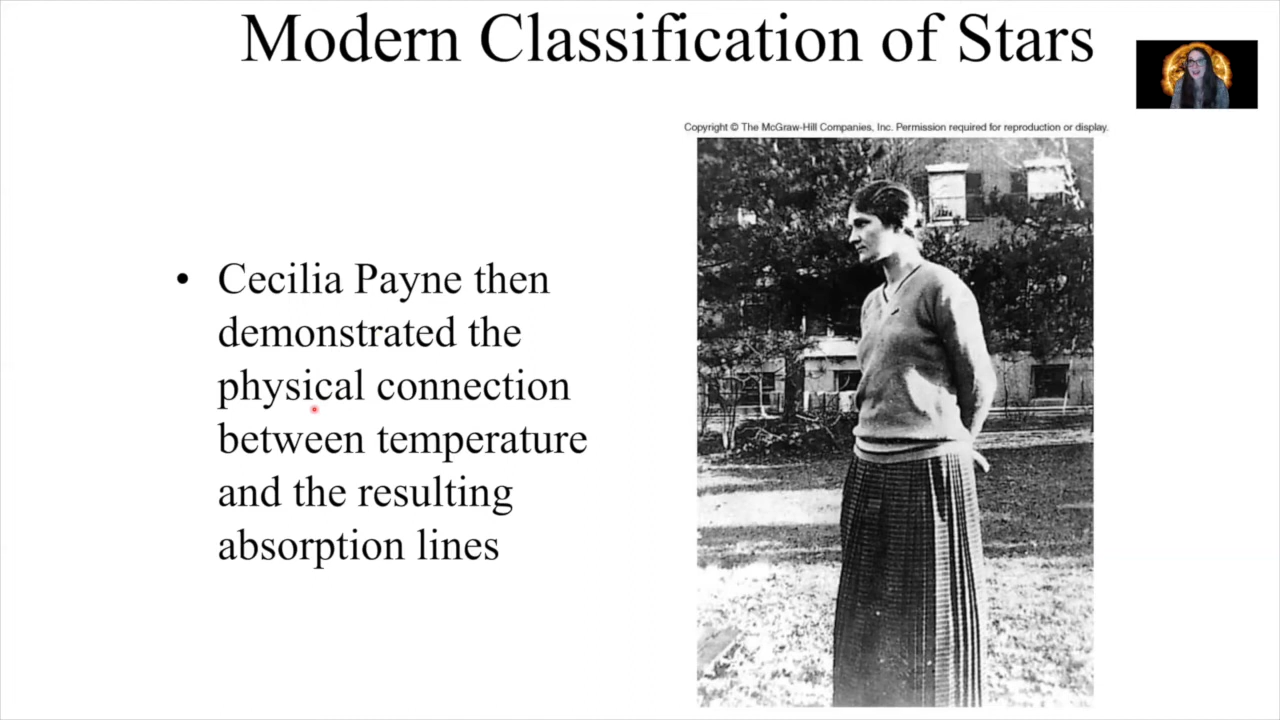 Modern Classification of Stars
Copyright © The McGraw-Hill Companies, Inc. Permission required for reproduction or display.
• Cecilia Payne then
demonstrated the
physical connection
between temperature
and the resulting
absorption lines